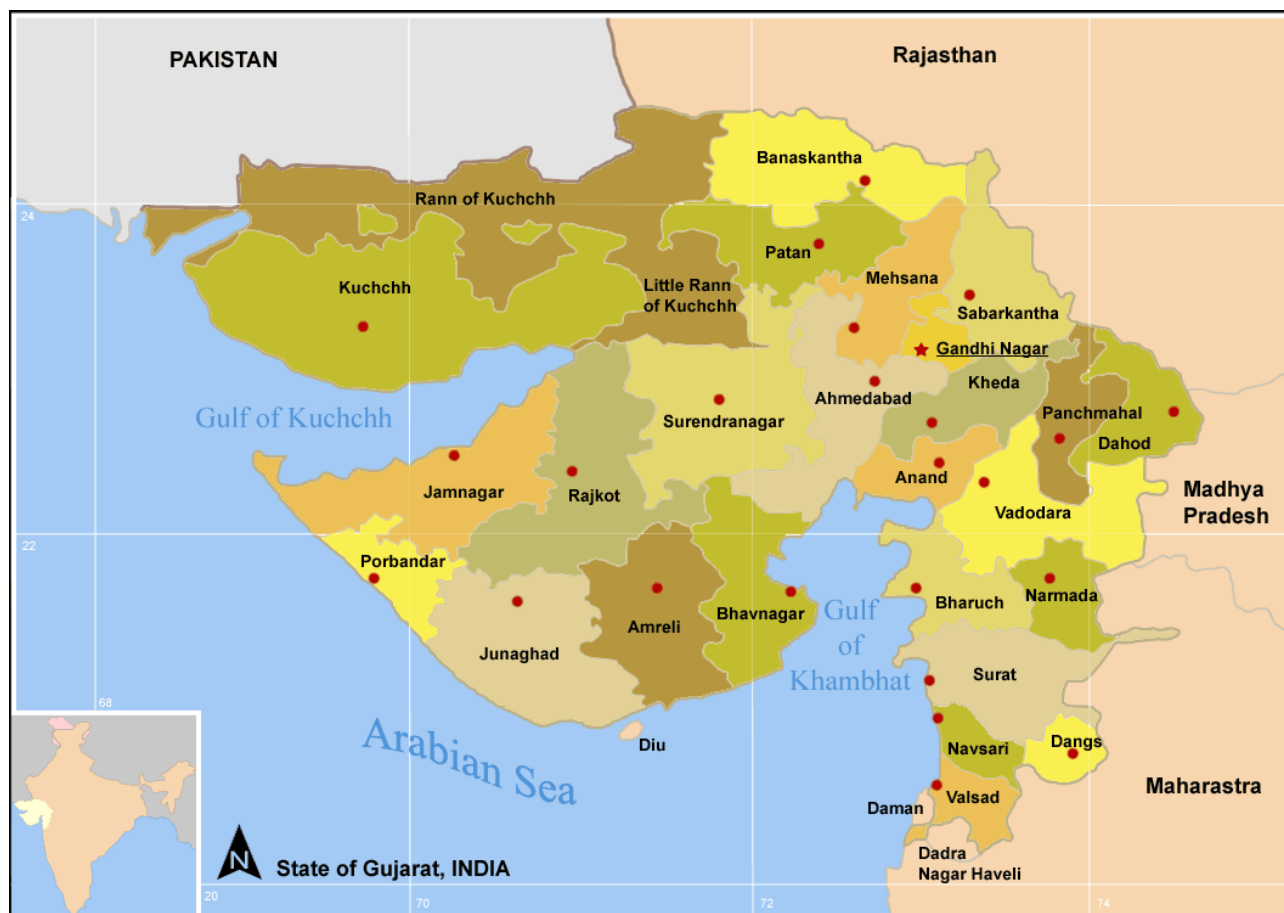 PAKISTAN
Rajasthan
Banaskantha
Rann of Kuchchh
24
Patan
Mehsana
Kuchchh
Little Rann
of Kuchchh
Sabarkantha
Gandhi Nagar
Kheda
Ahmedabad
Gulf of Kuchchh
Surendranagar
Panchmahal
Dahod
Anand
Jamnagar
Rajkot
Madhya
Pradesh
Vadodara
22
Porbandar
Narmada
Bharuch
Bhavnagar
Gulf
of
Khambhat
Amreli
Junaghad
Surat
68
Arabian Sea
Diu
Navsari
Dangs
Maharastra
Valsad
Daman
Dadra
Nagar Haveli
N
State of Gujarat, INDIA
20
70
72
74